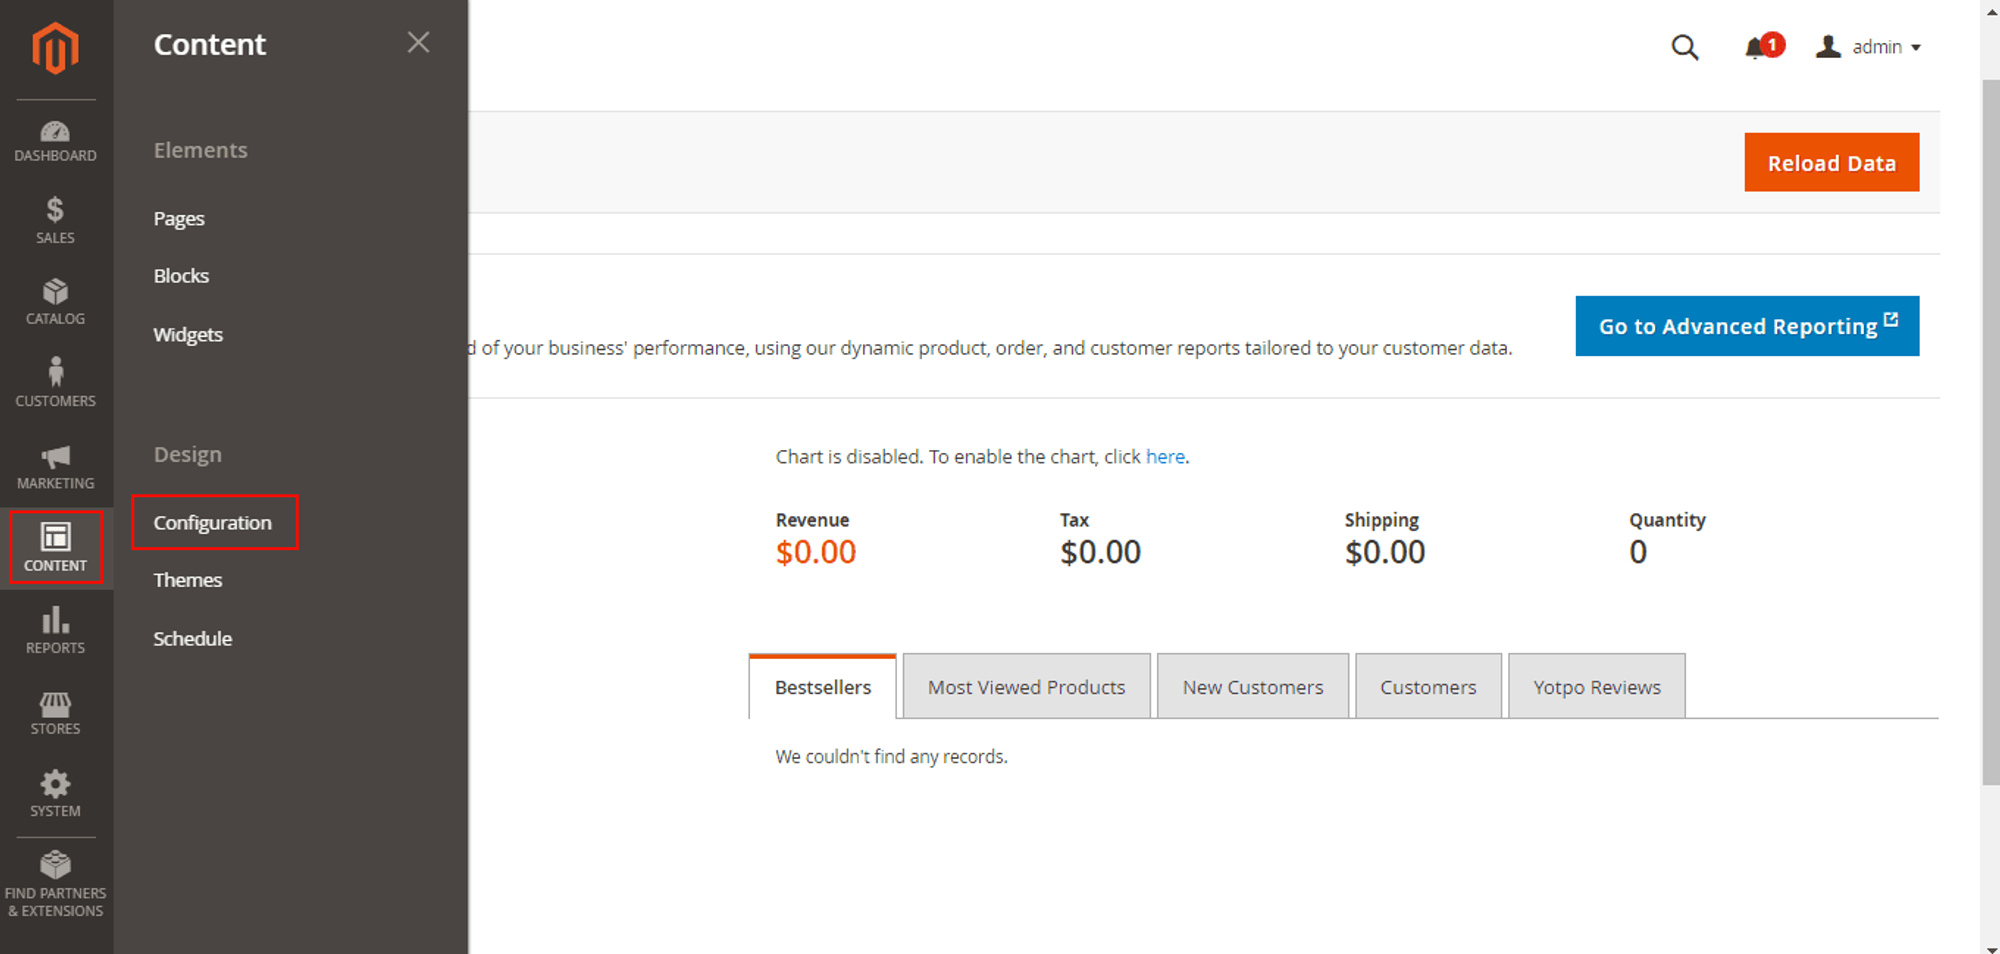 DASHBOARD
SALES
CATALOG
CUSTOMERS
MARKETING
CONTENT
REPORTS
STORES
SYSTEM
FIND PARTNERS
& EXTENSIONS
Content
Elements
Pages
Blocks
Widgets
Design
Configuration
Themes
Schedule
1
admin
Reload Data
d of your business' performance, using our dynamic product, order, and customer reports tailored to your customer data.
Go to Advanced Reporting
Chart is disabled. To enable the chart, click here.
Revenue Tax Shipping Quantity
$0.00 $0.00 $0.00 0
Bestsellers Most Viewed Products New Customers Customers Yotpo Reviews
We couldn't find any records.